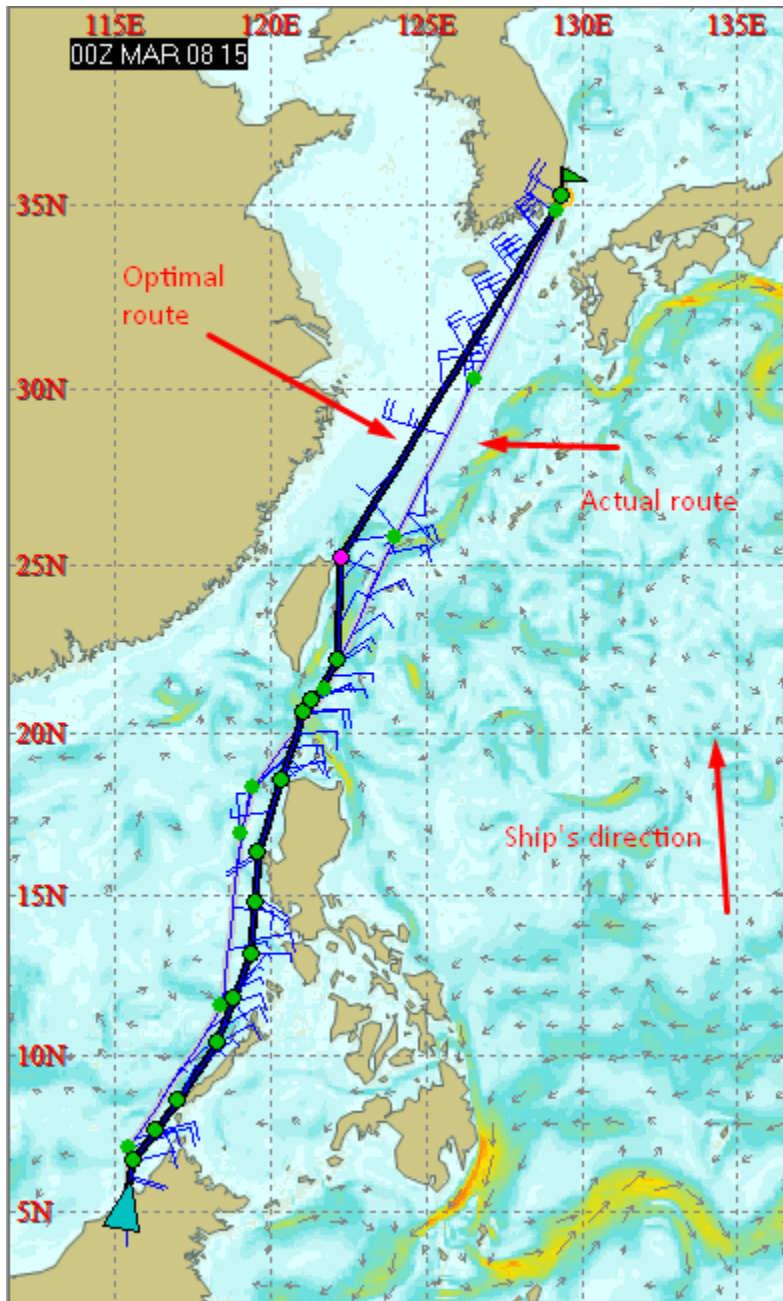 115E 120E 125E 130E 135E
00Z MAR 08 15
35N
Optimal
route
30N
Actual route
25N
20N
Ship's direction
15N
10N
5N